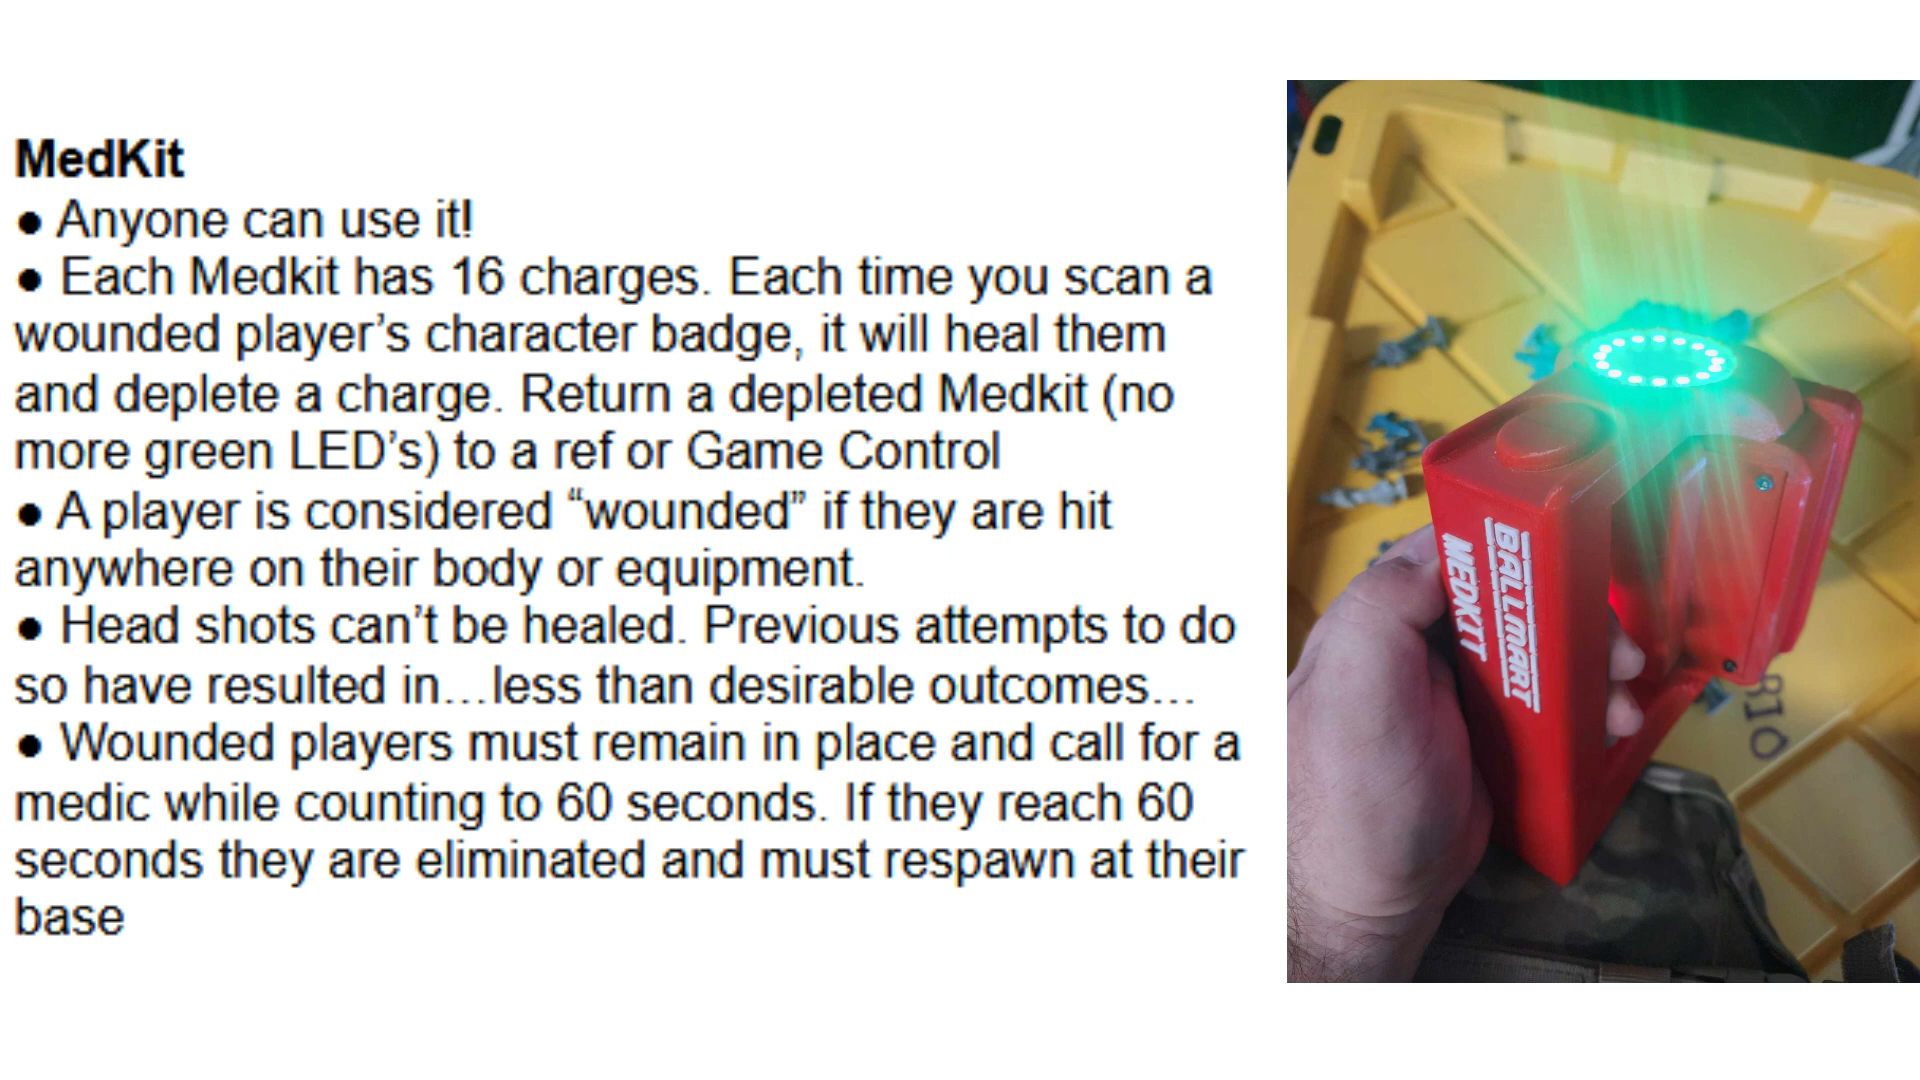 MedKit
● Anyone can use it!
● Each Medkit has 16 charges. Each time you scan a
wounded player’s character badge, it will heal them
and deplete a charge. Return a depleted Medkit (no
more green LED’s) to a ref or Game Control
● A player is considered “wounded” if they are hit
anywhere on their body or equipment.
● Head shots can’t be healed. Previous attempts to do
so have resulted in…less than desirable outcomes…
● Wounded players must remain in place and call for a
medic while counting to 60 seconds. If they reach 60
seconds they are eliminated and must respawn at their
base
BALLMART
MEDKIT